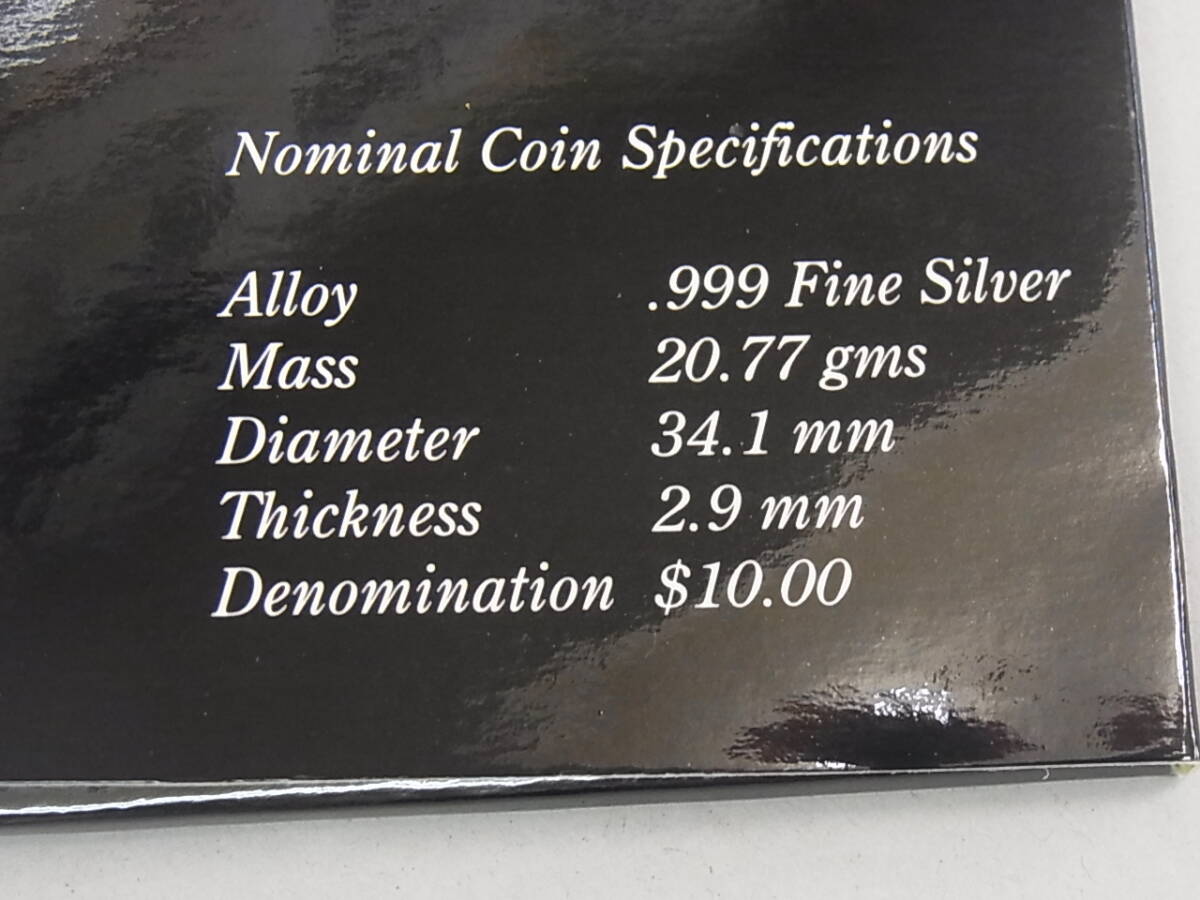 Nominal Coin Specifications
Alloy .999 Fine Silver
Mass 20.77 gms
Diameter 34.1 mm
Thickness 2.9 mm
Denomination $10.00